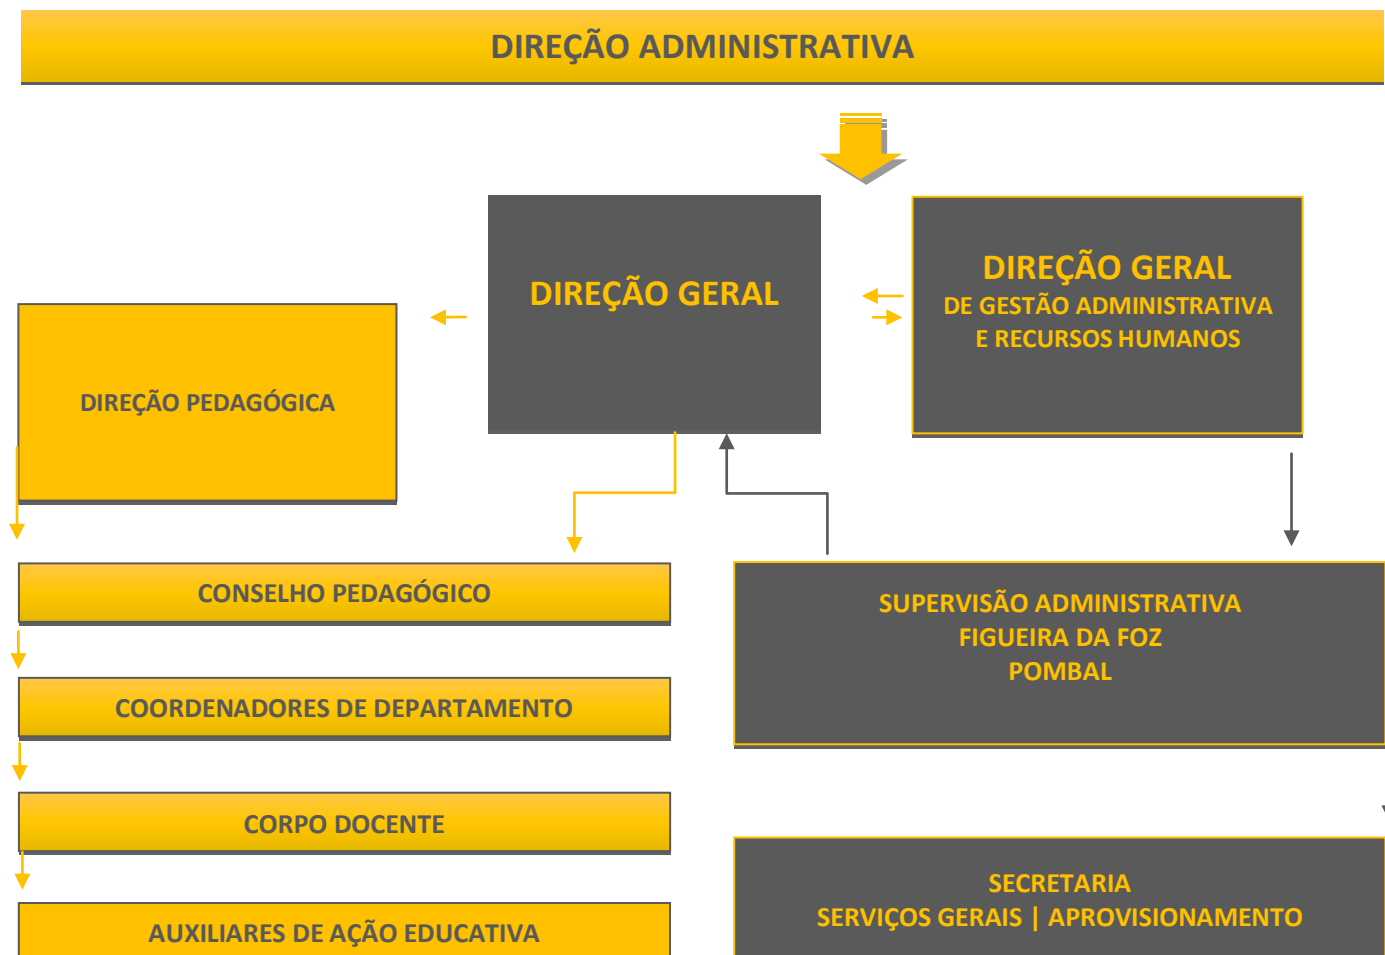 DIREÇÃO ADMINISTRATIVA
DIREÇÃO GERAL
DIREÇÃO GERAL
DE GESTÃO ADMINISTRATIVA
E RECURSOS HUMANOS
DIREÇÃO PEDAGÓGICA
CONSELHO PEDAGÓGICO
COORDENADORES DE DEPARTAMENTO
CORPO DOCENTE
AUXILIARES DE AÇÃO EDUCATIVA
SUPERVISÃO ADMINISTRATIVA
FIGUEIRA DA FOZ
POMBAL
SECRETARIA
SERVIÇOS GERAIS | APROVISIONAMENTO